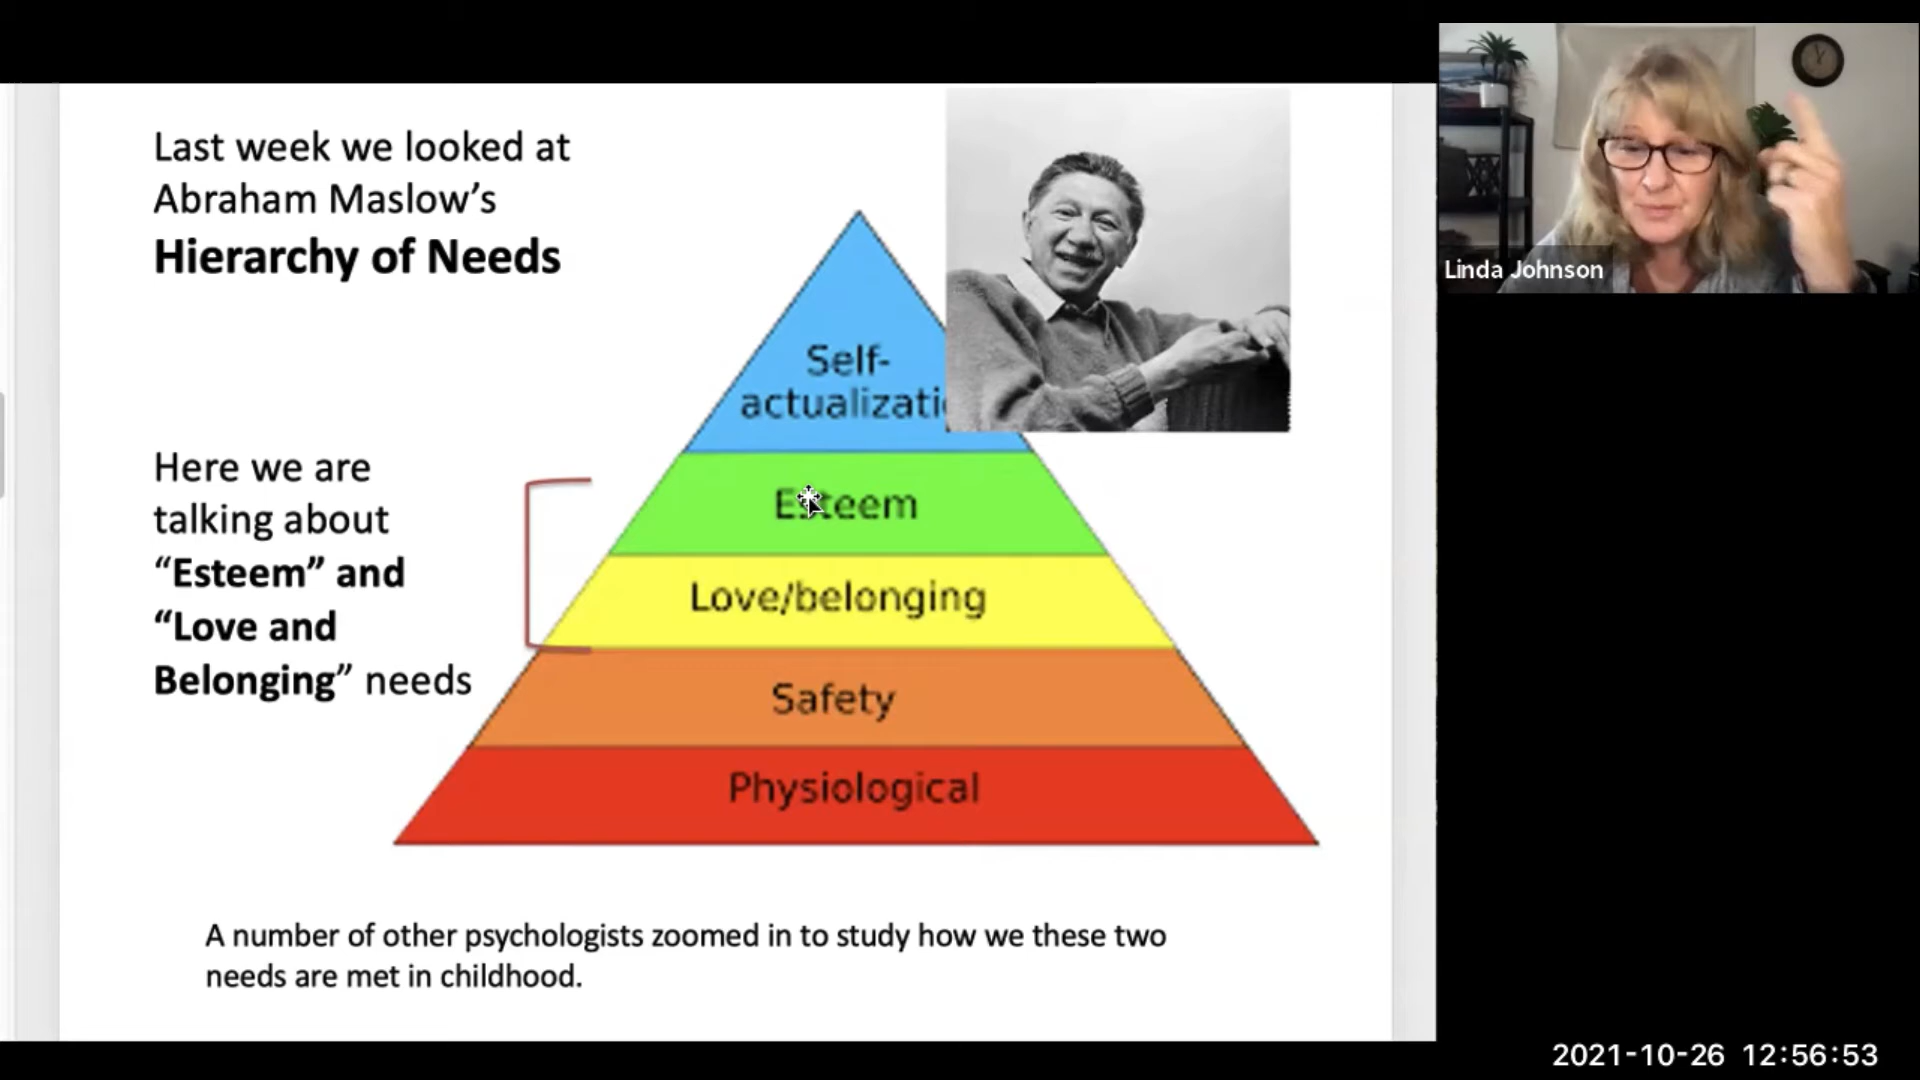 Last week we looked at
Abraham Maslow’s
Hierarchy of Needs
Self-
actualizati
Here we are
talking about
“Esteem” and
“Love and
Belonging” needs
Esteem
Love/belonging
Safety
Physiological
A number of other psychologists zoomed in to study how we these two
needs are met in childhood.
Linda Johnson
2021-10-26 12:56:53